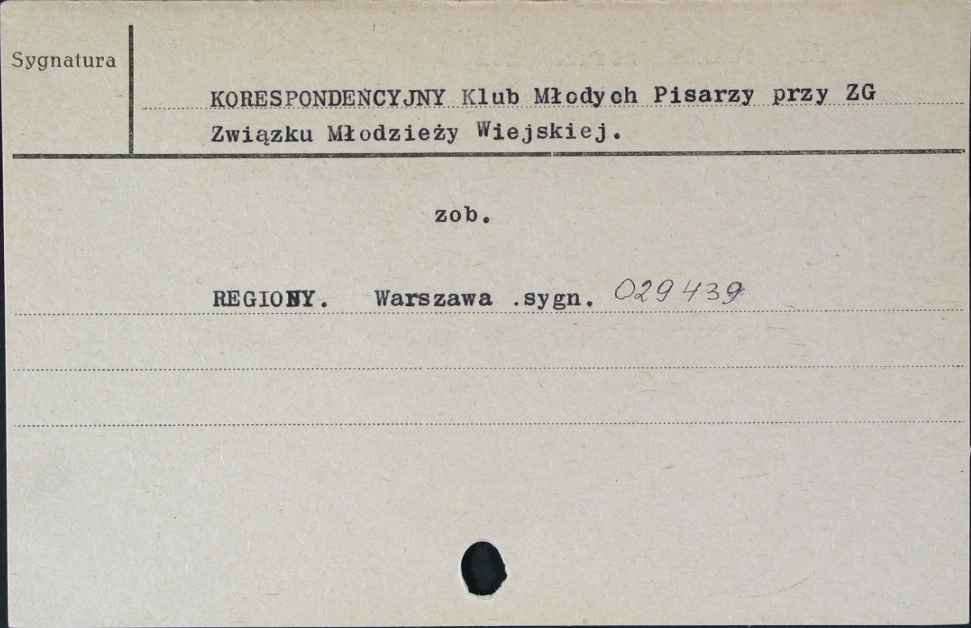 Sygnatura
KORESPONDENCYJNY Klub Młodych Pisarzy przy ZG
Związku Młodzieży Wiejskiej.
zob.
REGIONY. Warszawa .sygn. 029439